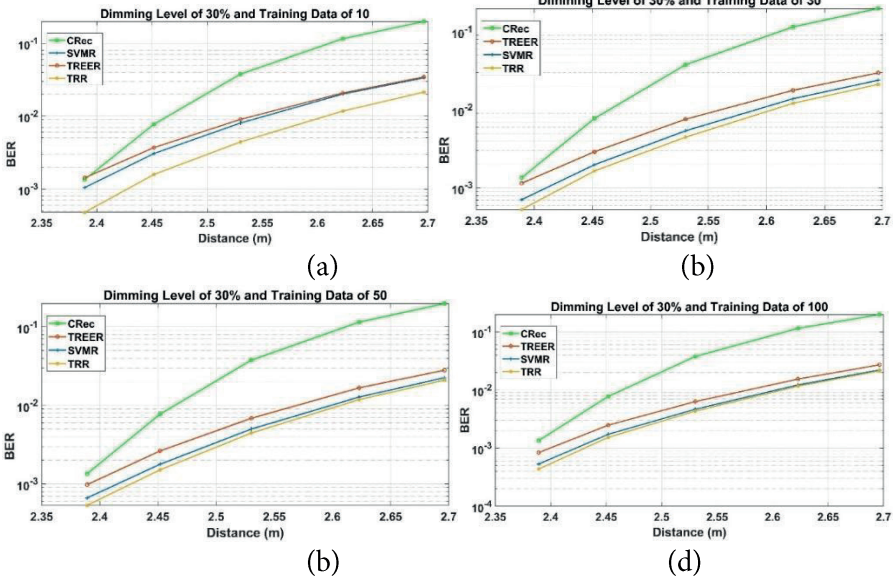 Dimming Level of 30% and Training Data of 10
CRec
TREER
SVMR
TRR
10-1
10-2
10-3
BER
2.35
2.4
2.45
2.5
2.55
2.6
2.65
2.7
Distance (m)
(a)
Dimming Level of 30% and Training Data of 30
CRec
TREER
SVMR
TRR
10-1
10-2
10-3
BER
2.35
2.4
2.45
2.5
2.55
2.6
2.65
2.7
Distance (m)
(b)
Dimming Level of 30% and Training Data of 50
CRec
TREER
SVMR
TRR
10-1
10-2
10-3
BER
2.35
2.4
2.45
2.5
2.55
2.6
2.65
2.7
Distance (m)
(b)
Dimming Level of 30% and Training Data of 100
CRec
TREER
SVMR
TRR
10-1
10-2
10-3
10-4
BER
2.35
2.4
2.45
2.5
2.55
2.6
2.65
2.7
Distance (m)
(d)